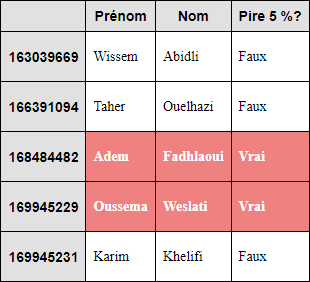 Prénom Nom Pire 5 %?
163039669 Wissem Abidli Faux
166391094 Taher Ouelhazi Faux
168484482 Adem Fadhlaoui Vrai
169945229 Oussema Weslati Vrai
169945231 Karim Khelifi Faux